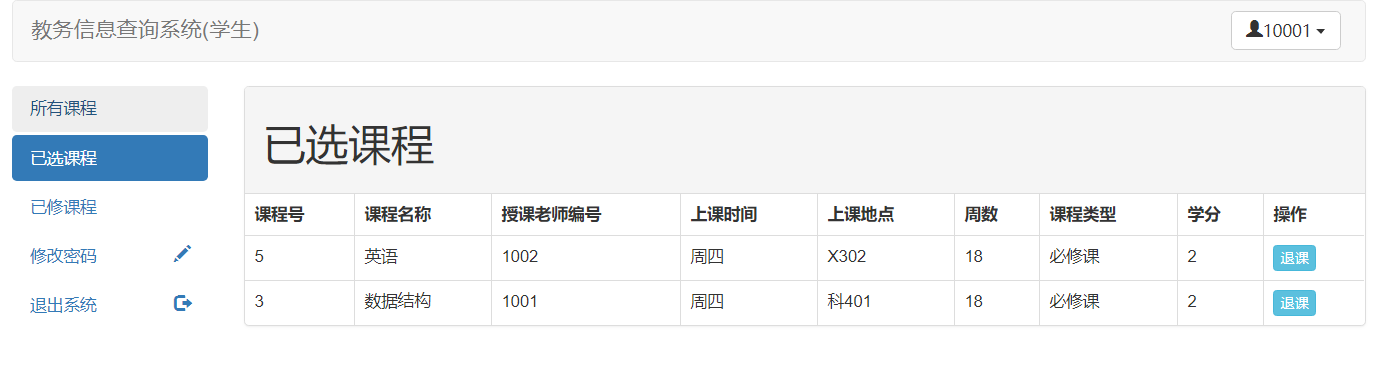 教务信息查询系统(学生)
10001
所有课程
已选课程
已修课程
修改密码
退出系统
已选课程
课程号 课程名称 授课老师编号 上课时间 上课地点 周数 课程类型 学分 操作
5 英语 1002 周四 X302 18 必修课 2 退课
3 数据结构 1001 周四 科401 18 必修课 2 退课